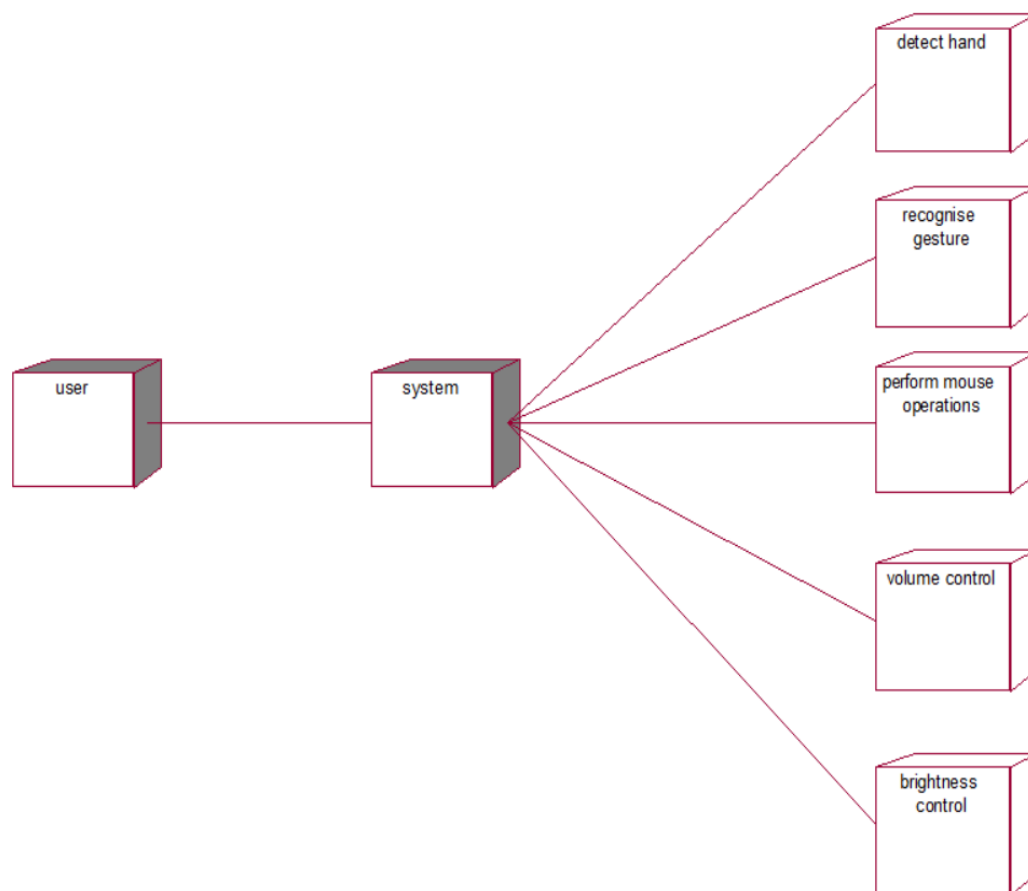 detect hand
recognise
gesture
user
system
perform mouse
operations
volume control
brightness
control